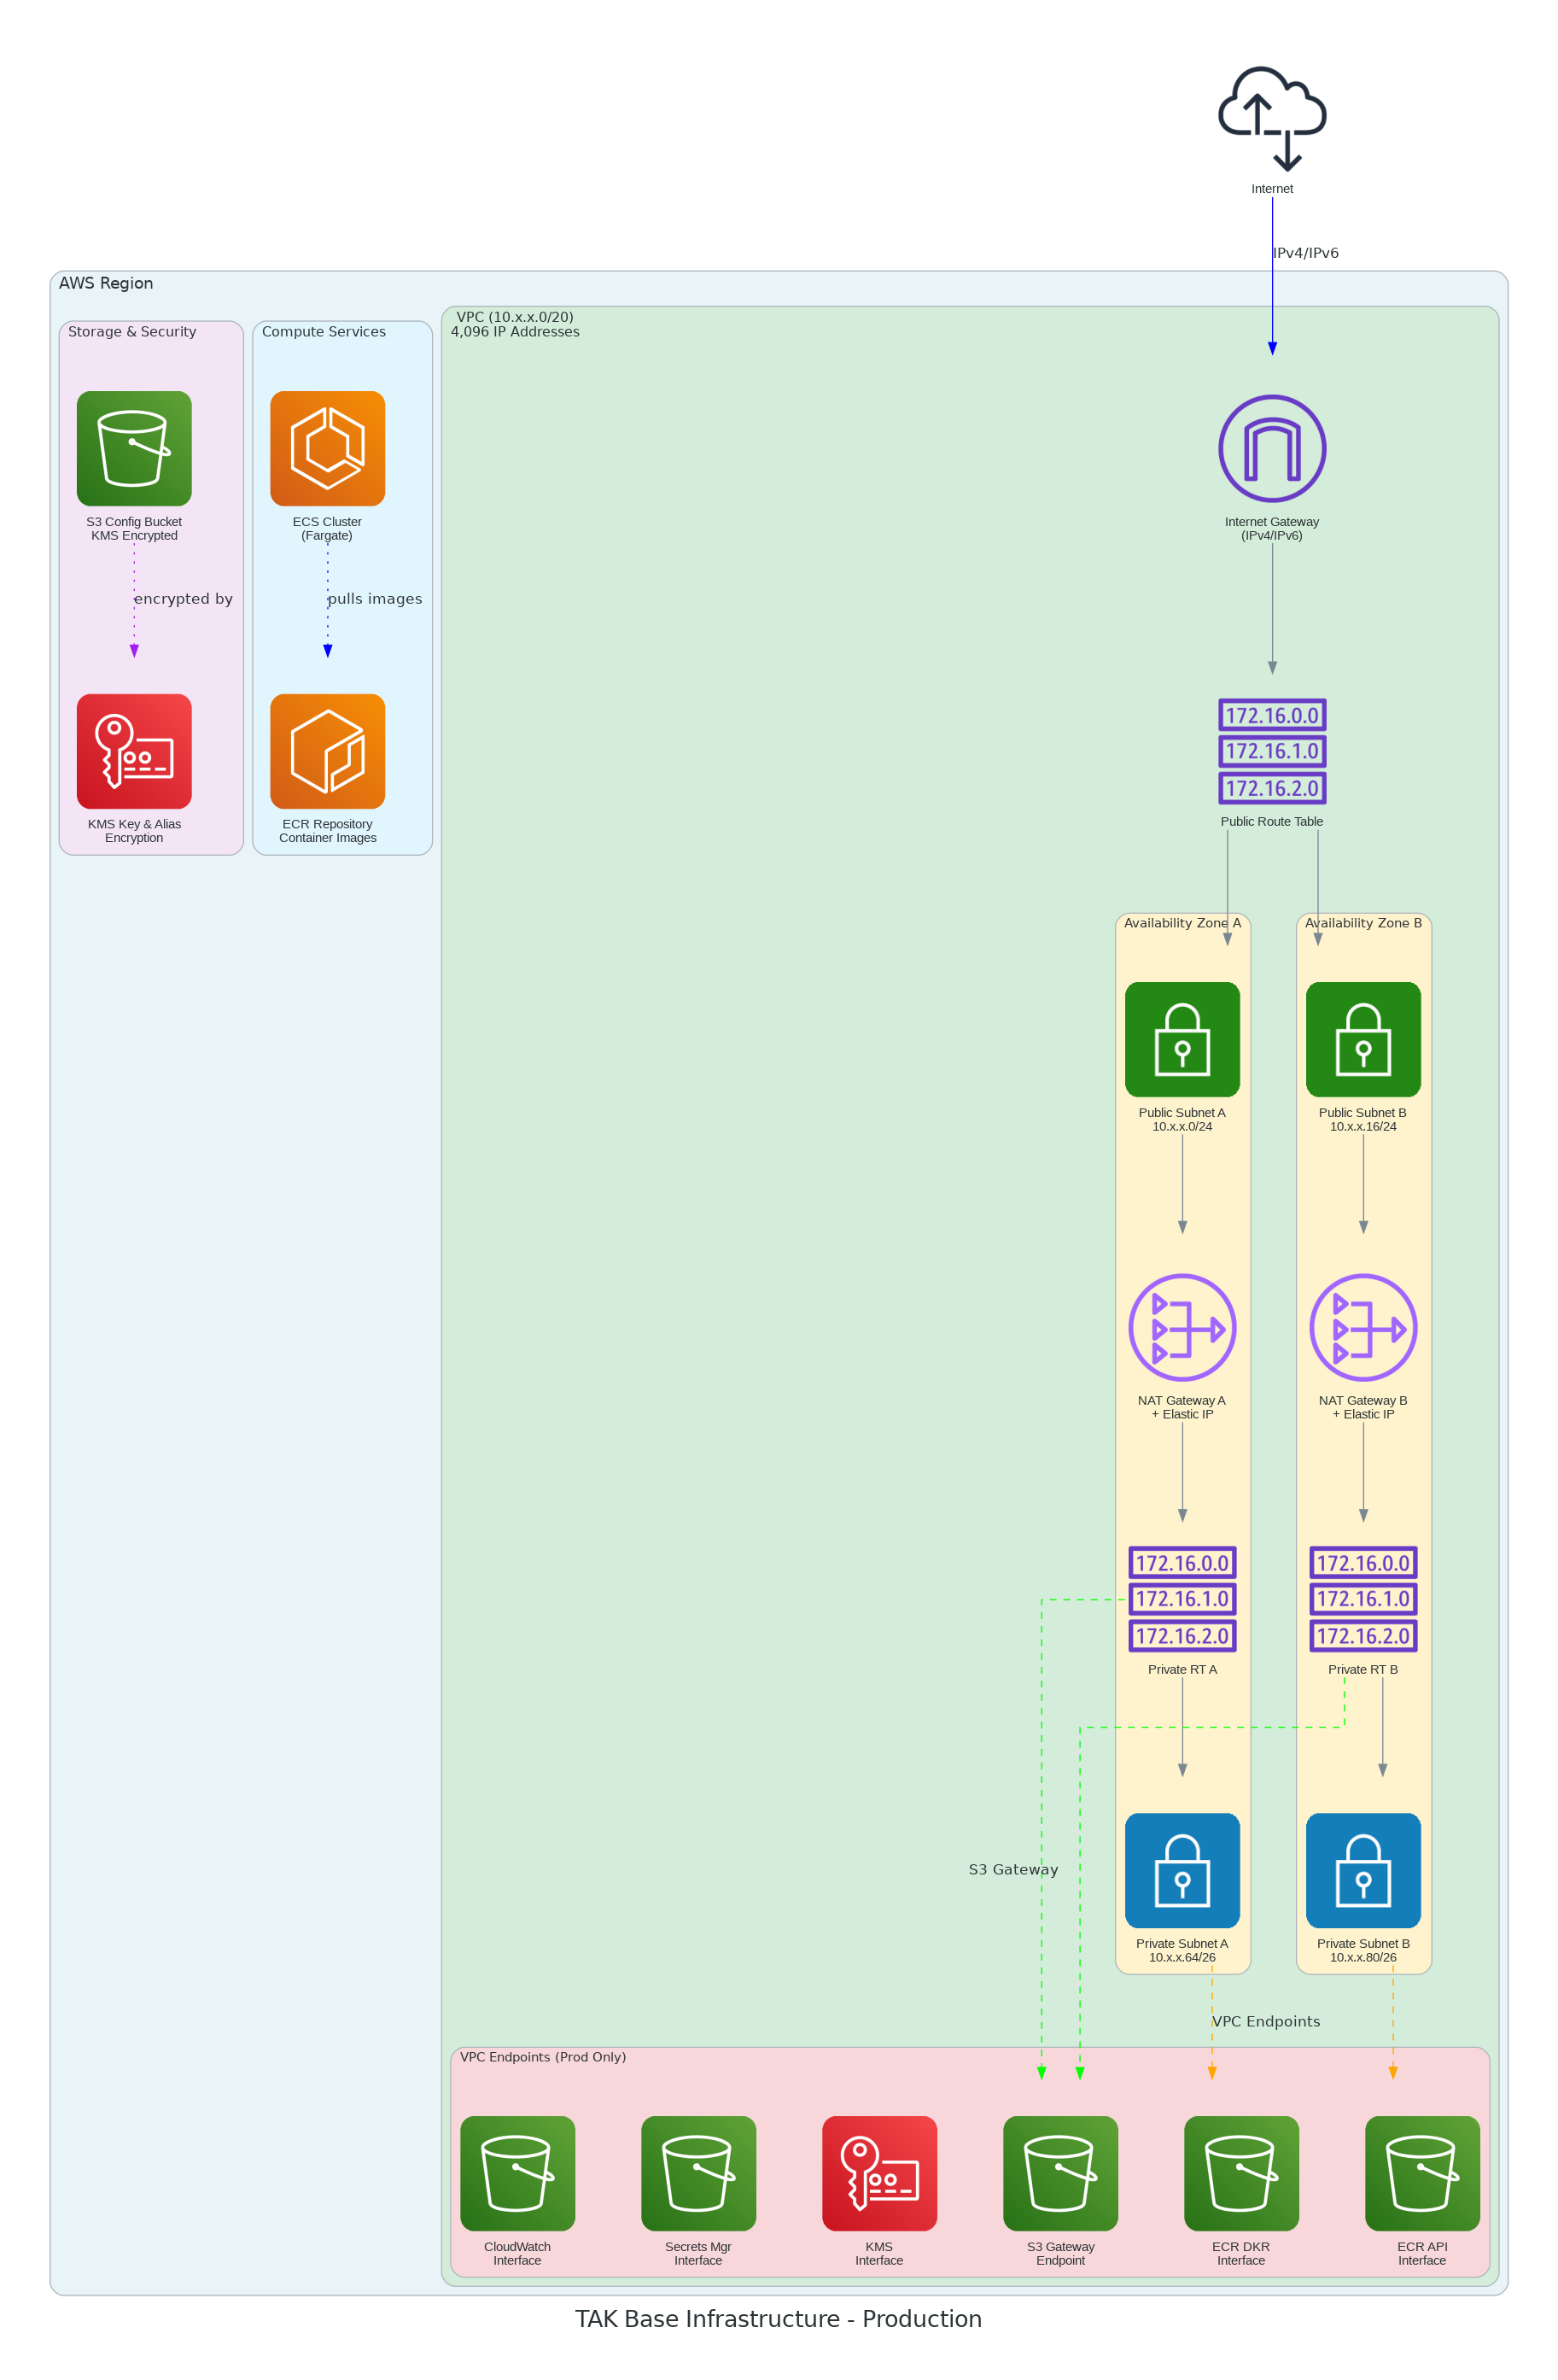 Internet
IPv4/IPv6
AWS Region
Storage & Security
S3 Config Bucket
KMS Encrypted
encrypted by
KMS Key & Alias
Encryption
Compute Services
ECS Cluster
(Fargate)
pulls images
ECR Repository
Container Images
VPC (10.x.x.0/20)
4,096 IP Addresses
Internet Gateway
(IPv4/IPv6)
172.16.0.0
172.16.1.0
172.16.2.0
Public Route Table
Availability Zone A
Public Subnet A
10.x.x.0/24
NAT Gateway A
+ Elastic IP
172.16.0.0
172.16.1.0
172.16.2.0
Private RT A
Private Subnet A
10.x.x.64/26
Availability Zone B
Public Subnet B
10.x.x.16/24
NAT Gateway B
+ Elastic IP
172.16.0.0
172.16.1.0
172.16.2.0
Private RT B
Private Subnet B
10.x.x.80/26
S3 Gateway
VPC Endpoints
VPC Endpoints (Prod Only)
CloudWatch
Interface
Secrets Mgr
Interface
KMS
Interface
S3 Gateway
Endpoint
ECR DKR
Interface
ECR API
Interface
TAK Base Infrastructure - Production